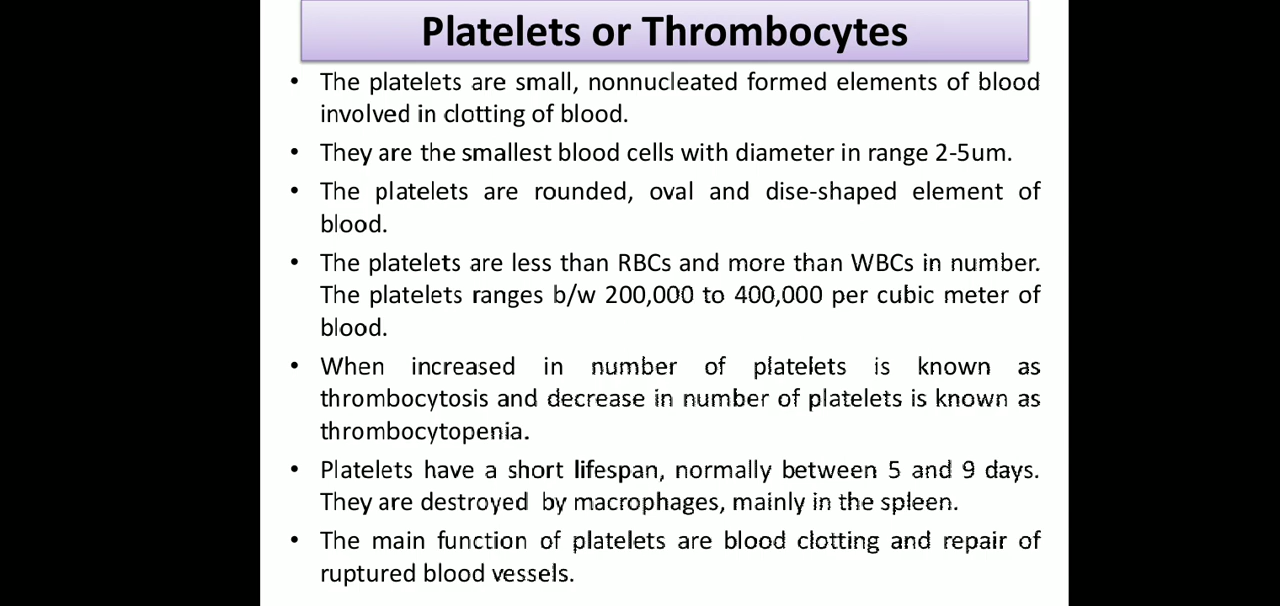 Platelets or Thrombocytes
• The platelets are small, nonnucleated formed elements of blood
involved in clotting of blood.
• They are the smallest blood cells with diameter in range 2-5um.
• The platelets are rounded, oval and dise-shaped element of
blood.
• The platelets are less than RBCs and more than WBCs in number.
The platelets ranges b/w 200,000 to 400,000 per cubic meter of
blood.
• When increased in number of platelets is known as
thrombocytosis and decrease in number of platelets is known as
thrombocytopenia.
• Platelets have a short lifespan, normally between 5 and 9 days.
They are destroyed by macrophages, mainly in the spleen.
• The main function of platelets are blood clotting and repair of
ruptured blood vessels.